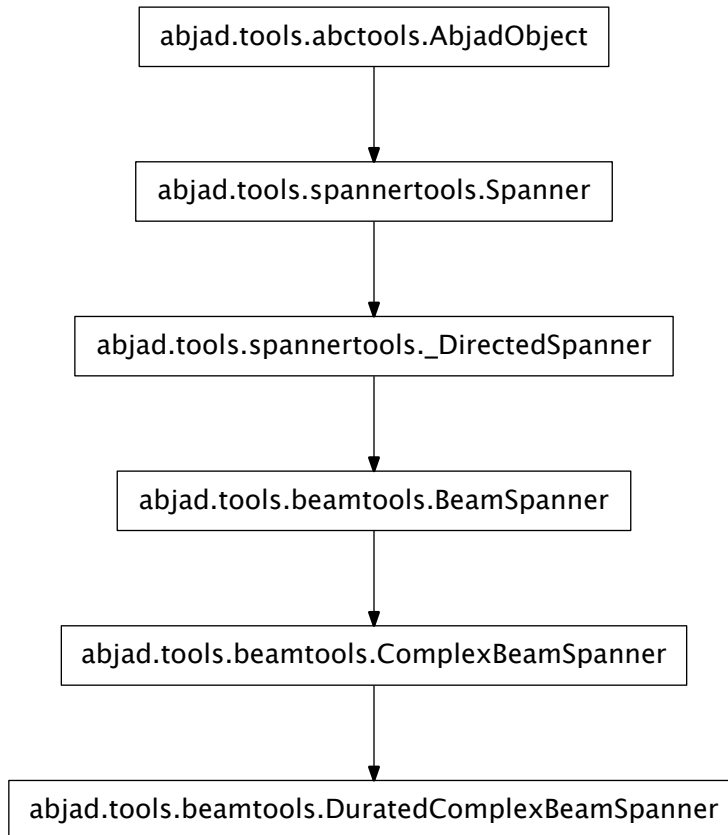 abjad.tools.abctools.AbjadObject
abjad.tools.spannertools.Spanner
abjad.tools.spannertools._DirectedSpanner
abjad.tools.beamtools.BeamSpanner
abjad.tools.beamtools.ComplexBeamSpanner
abjad.tools.beamtools.DuratedComplexBeamSpanner